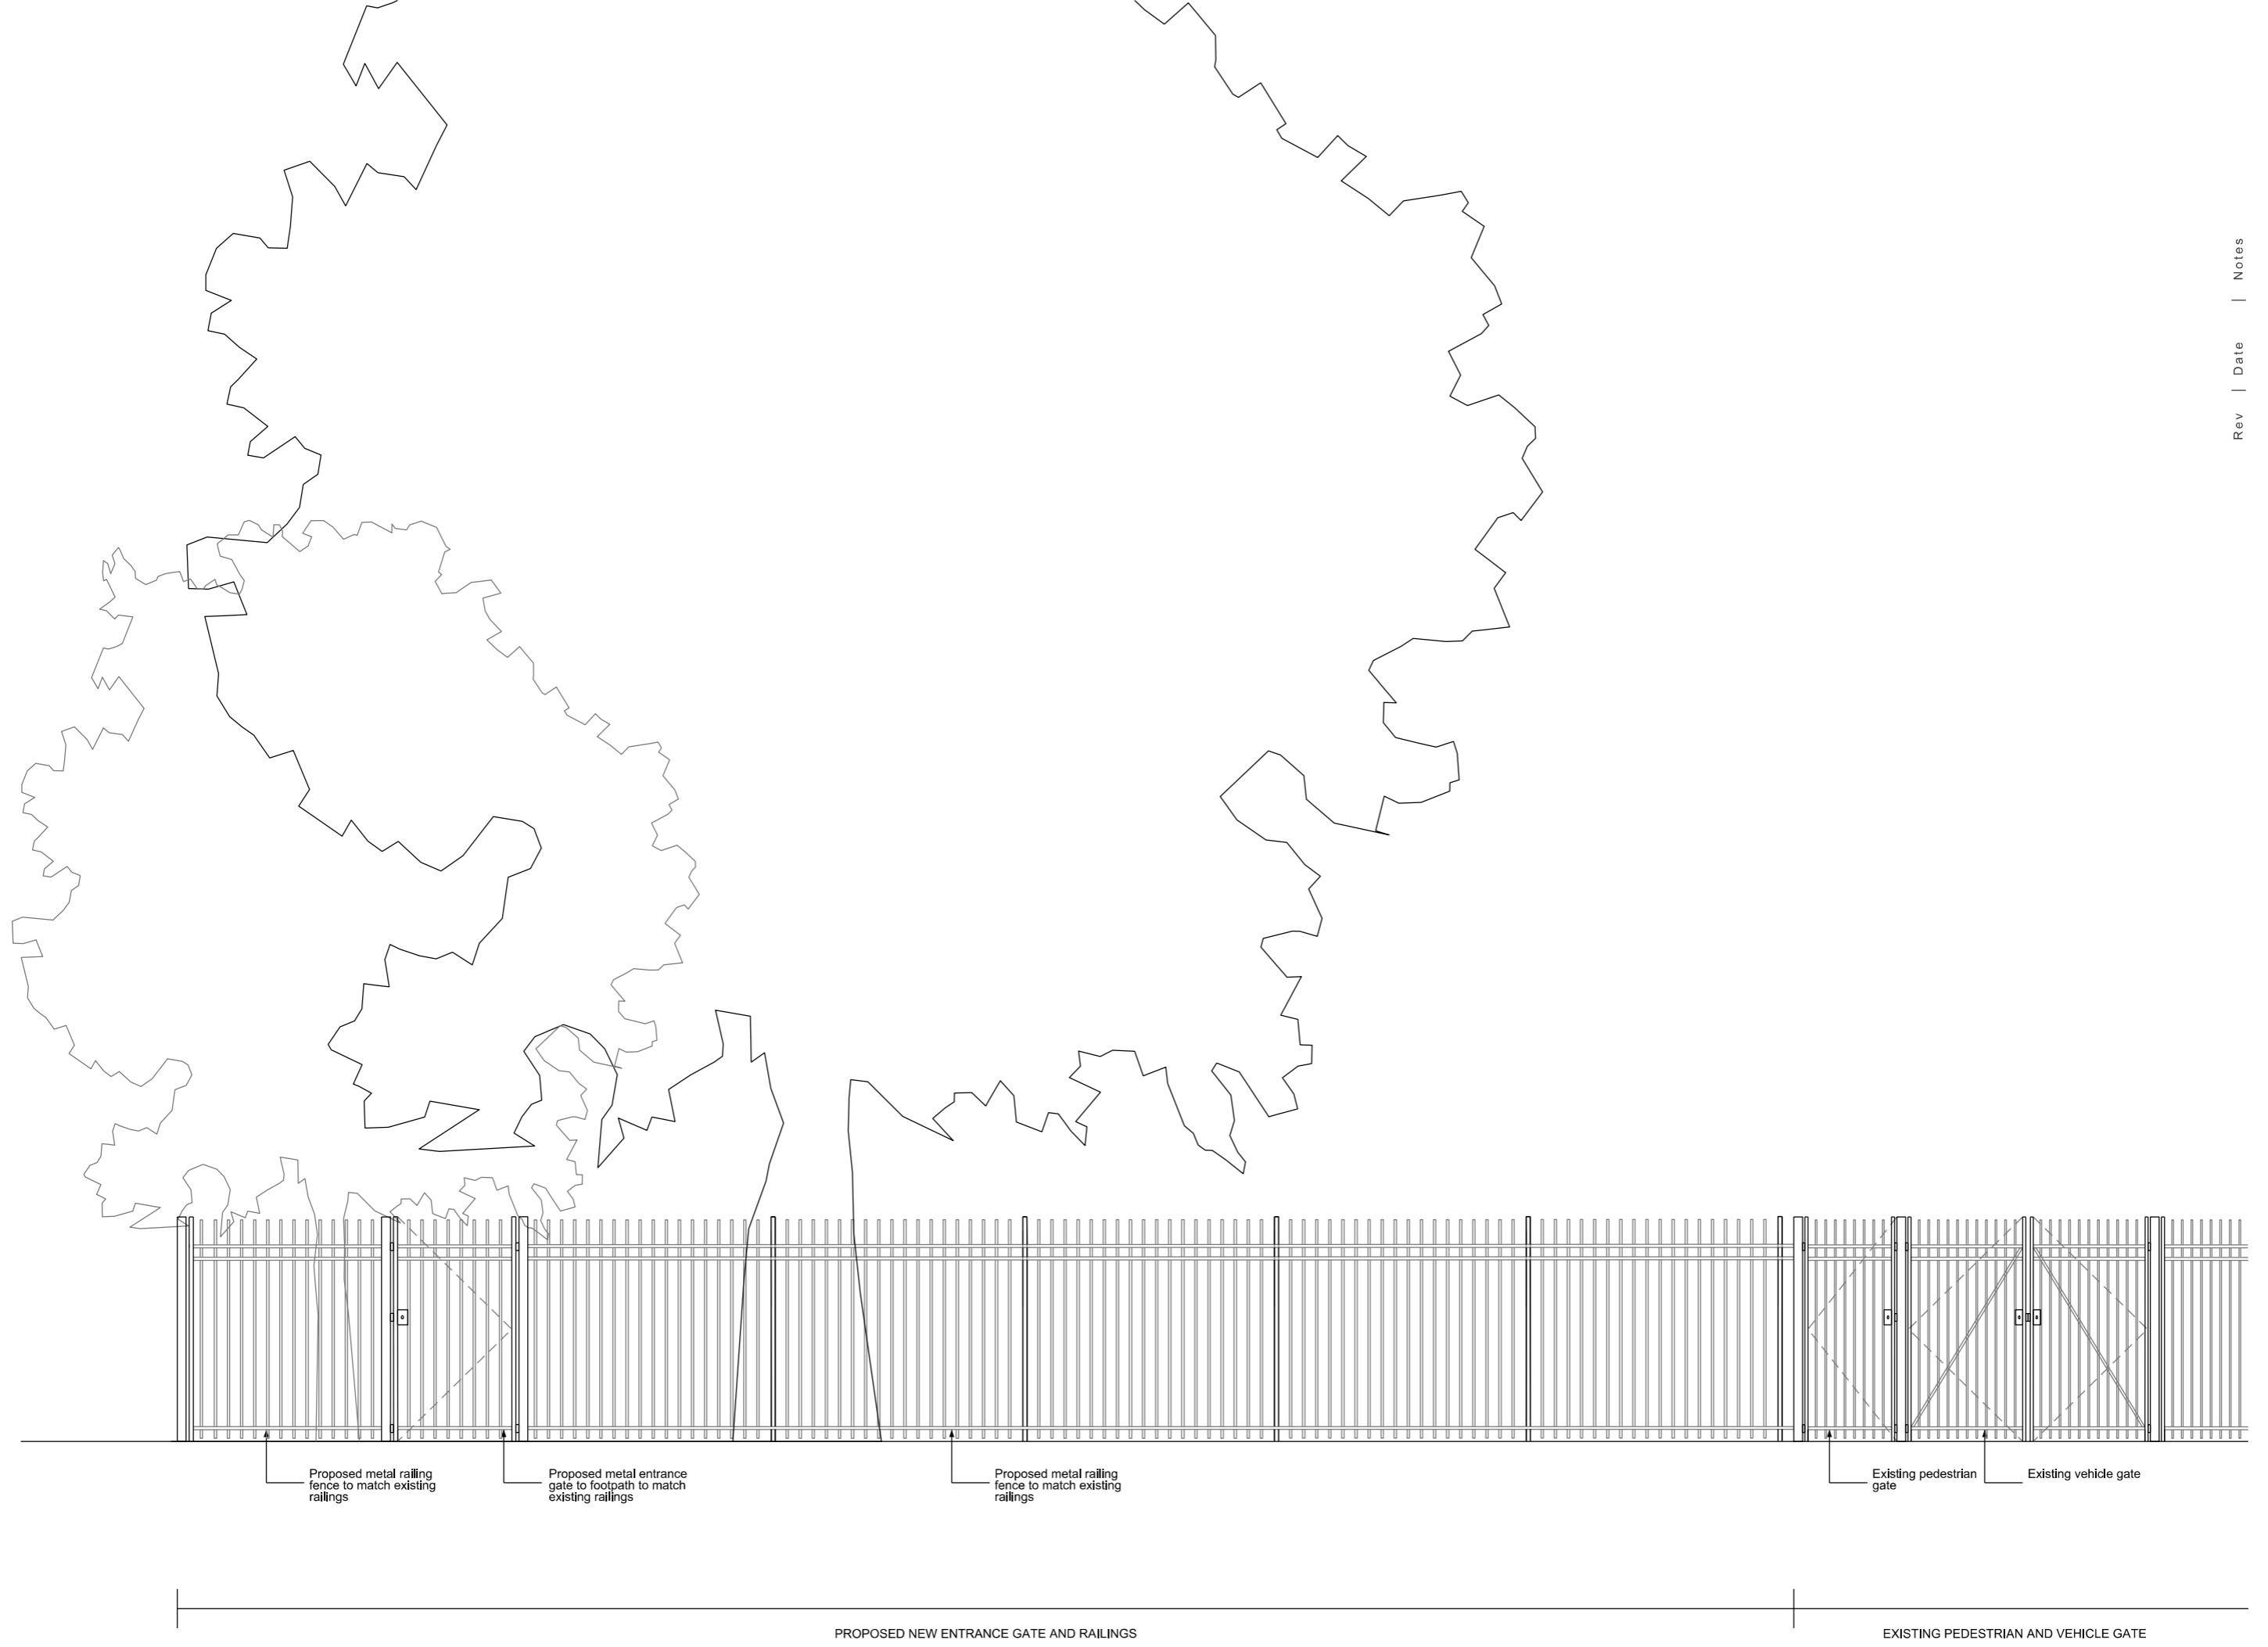 Rev | Date | Notes
Proposed metal railing
fence to match existing
railings
Proposed metal entrance
gate to footpath to match
existing railings
Proposed metal railing
fence to match existing
railings
Existing pedestrian
gate
Existing vehicle gate
PROPOSED NEW ENTRANCE GATE AND RAILINGS
EXISTING PEDESTRIAN AND VEHICLE GATE